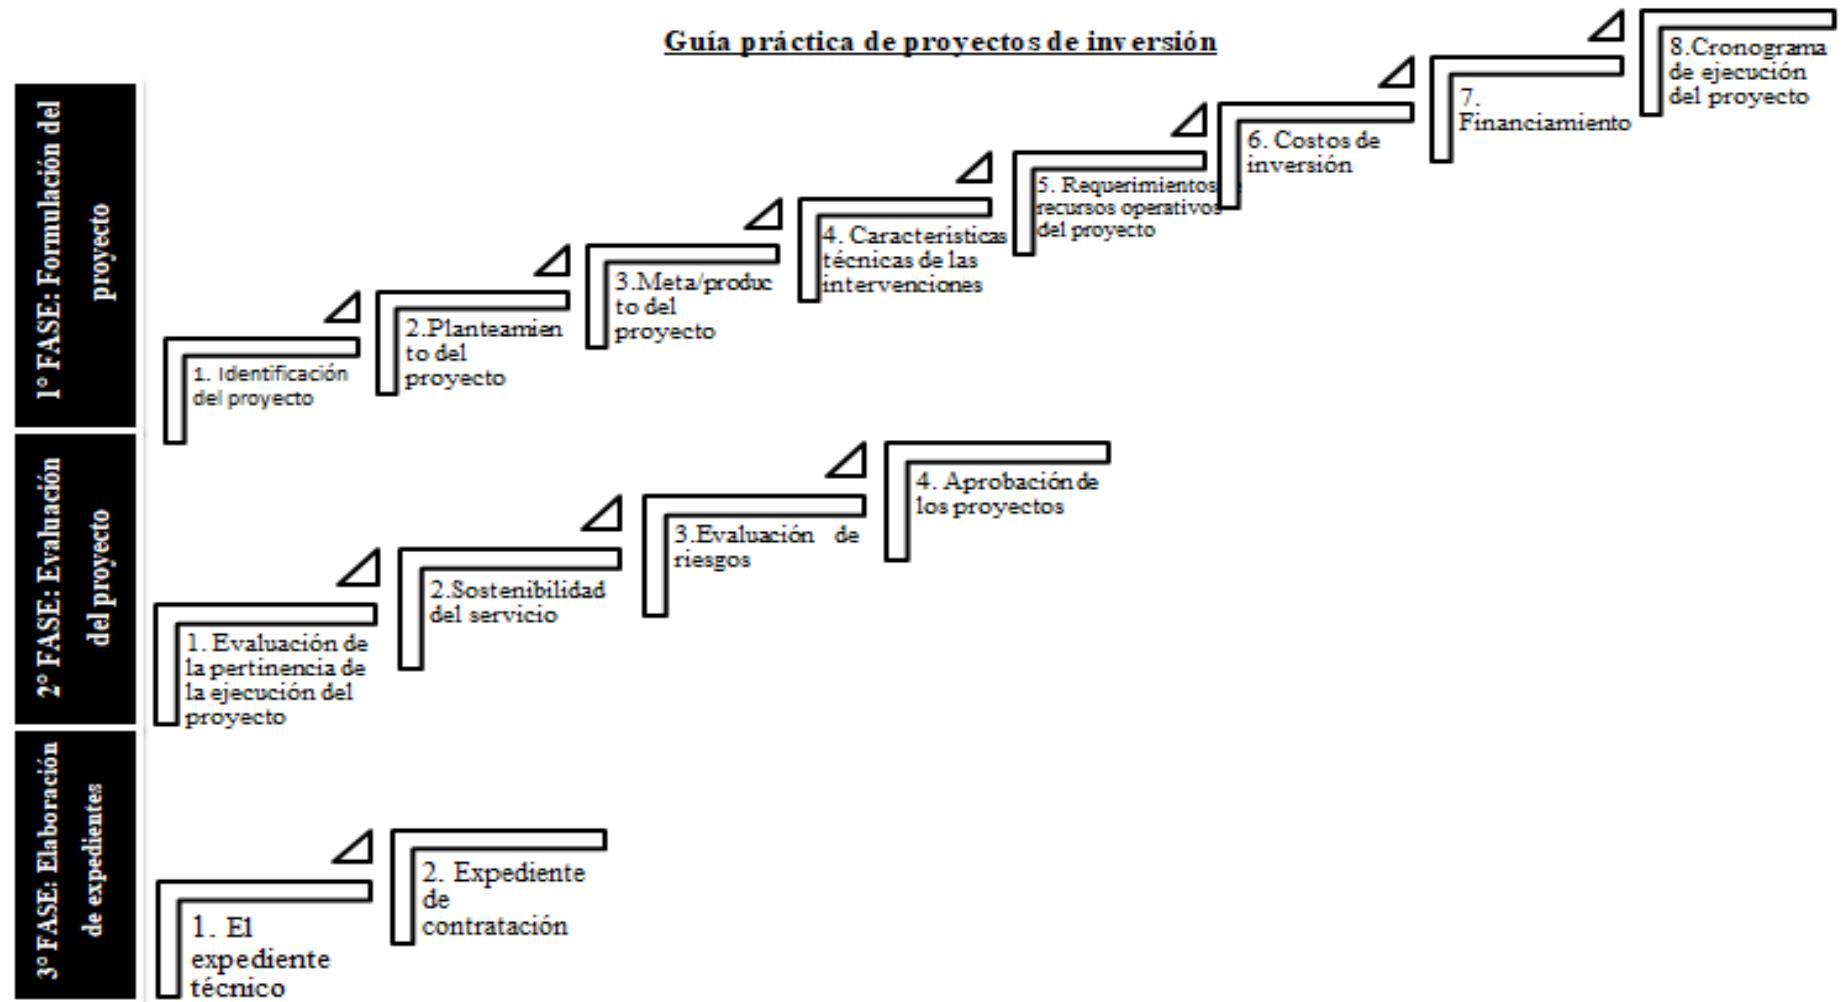 Guía práctica de proyectos de inversión
1º FASE: Formulación del
proyecto
1. Identificación
del proyecto
2.Planteamien
to del
proyecto
3.Meta/produc
to del
proyecto
4. Características
técnicas de las
intervenciones
5. Requerimientos
recursos operativos
del proyecto
6. Costos de
inversión
7.
Financiamiento
8.Cronograma
de ejecución
del proyecto
2º FASE: Evaluación
del proyecto
1. Evaluación de
la pertinencia de
la ejecución del
proyecto
2.Sostenibilidad
del servicio
3.Evaluación de
riesgos
4. Aprobación de
los proyectos
3º FASE: Elaboración
de expedientes
1. El
expediente
técnico
2. Expediente
de
contratación